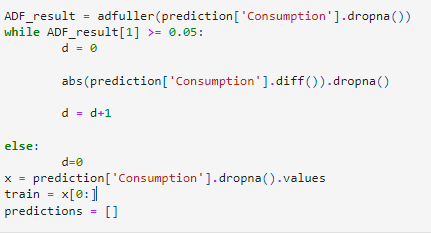 ADF_result = adfuller(prediction['Consumption'].dropna())
while ADF_result[1] >= 0.05:
        d = 0
        abs(prediction['Consumption'].diff()).dropna()
        d = d+1
else:
        d=0
x = prediction['Consumption'].dropna().values
train = x[0:]
predictions = []